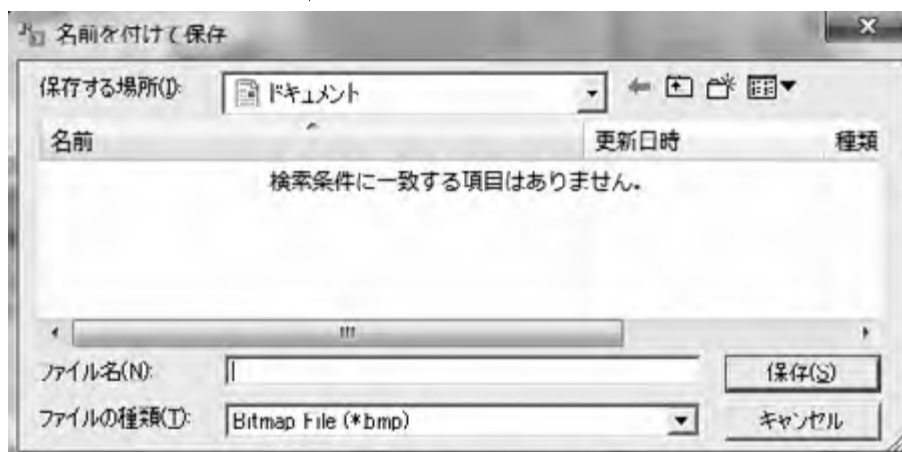 名前を付けて保存
保存する場所(I):
ドキュメント
名前 更新日時 種類
検索条件に一致する項目はありません。
ファイル名(N):
保存(S)
ファイルの種類(T):
Bitmap File (*bmp)
キャンセル